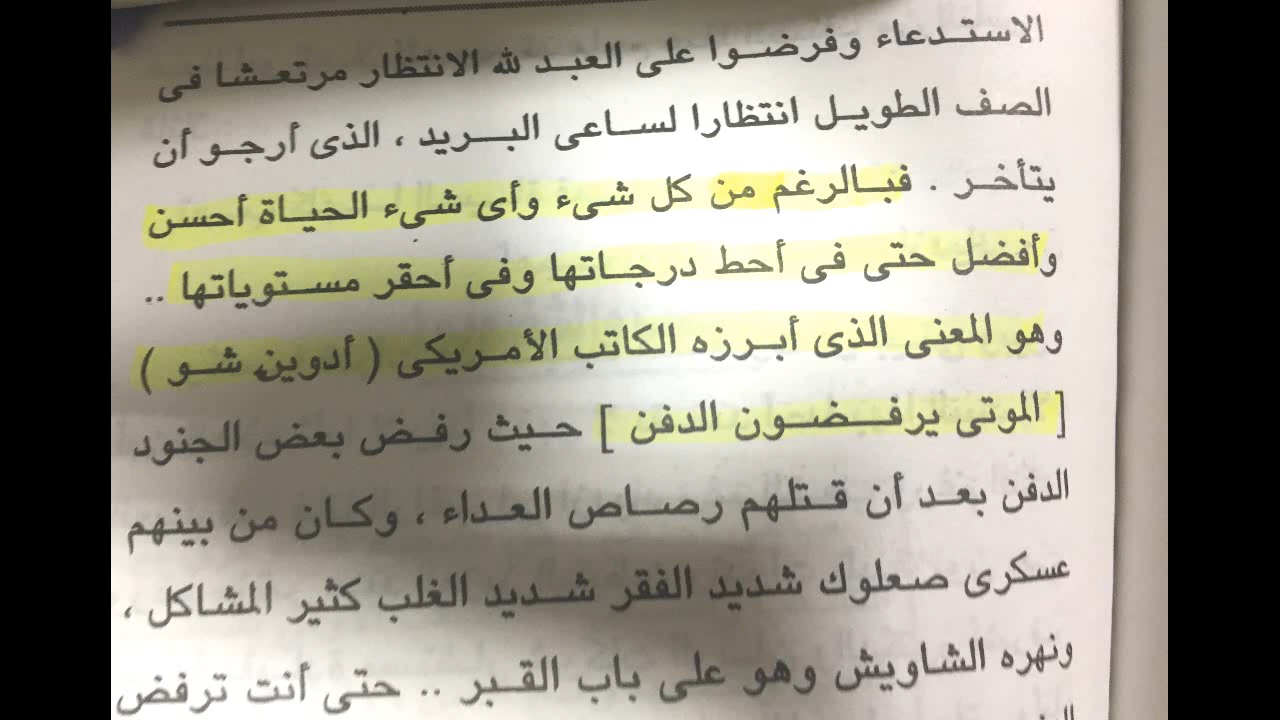 الاستدعاء وفرضوا على العبد لله الانتظار مرتعشا فى
الصف الطويل انتظارا لساعى البريد ، الذى أرجو أن
يتأخر . فبالرغم من كل شىء وأى شىء الحياة أحسن
وأفضل حتى فى أحط درجاتها وفى أحقر مستوياتها ..
وهو المعنى الذى أبرزه الكاتب الأمريكى ( أدوين شو )
[ الموتى يرفضون الدفن ] حيث رفض بعض الجنود
الدفن بعد أن قتلهم رصاص العداء ، وكان من بينهم
عسكرى صعلوك شديد الفقر شديد الغلب كثير المشاكل ،
ونهره الشاويش وهو على باب القبر .. حتى أنت ترفض